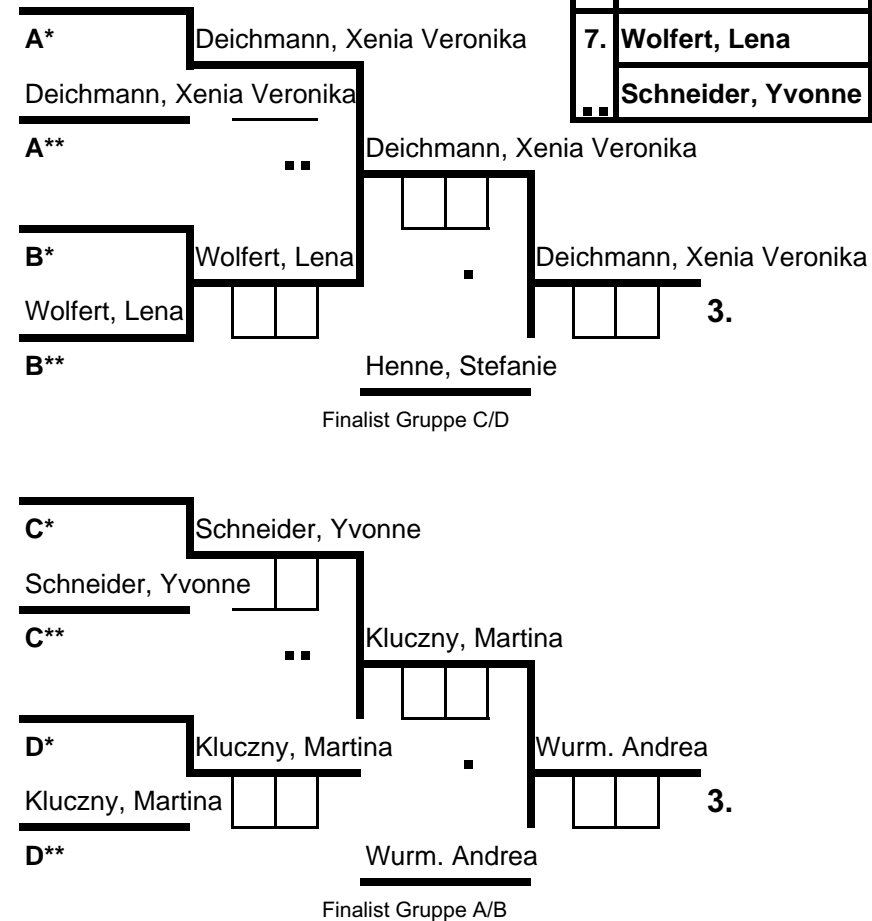 A* Deichmann, Xenia Veronika 7. Wolfert, Lena
Deichmann, Xenia Veronika Schneider, Yvonne
A** Deichmann, Xenia Veronika
B* Wolfert, Lena Deichmann, Xenia Veronika
Wolfert, Lena 3.
B** Henne, Stefanie
Finalist Gruppe C/D
C* Schneider, Yvonne
Schneider, Yvonne
C** Kluczny, Martina
D* Kluczny, Martina Wurm. Andrea
Kluczny, Martina 3.
D** Wurm. Andrea
Finalist Gruppe A/B